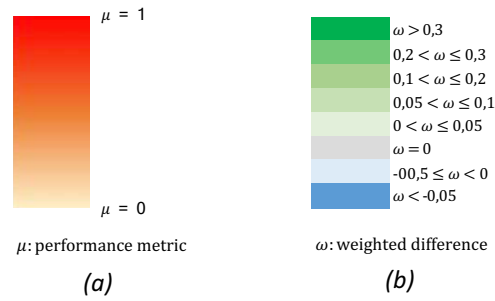 μ = 1
μ = 0
μ: performance metric
(a)
ω > 0,3
0,2 < ω ≤ 0,3
0,1 < ω ≤ 0,2
0,05 < ω ≤ 0,1
0 < ω ≤ 0,05
ω = 0
-00,5 ≤ ω < 0
ω < -0,05
ω: weighted difference
(b)